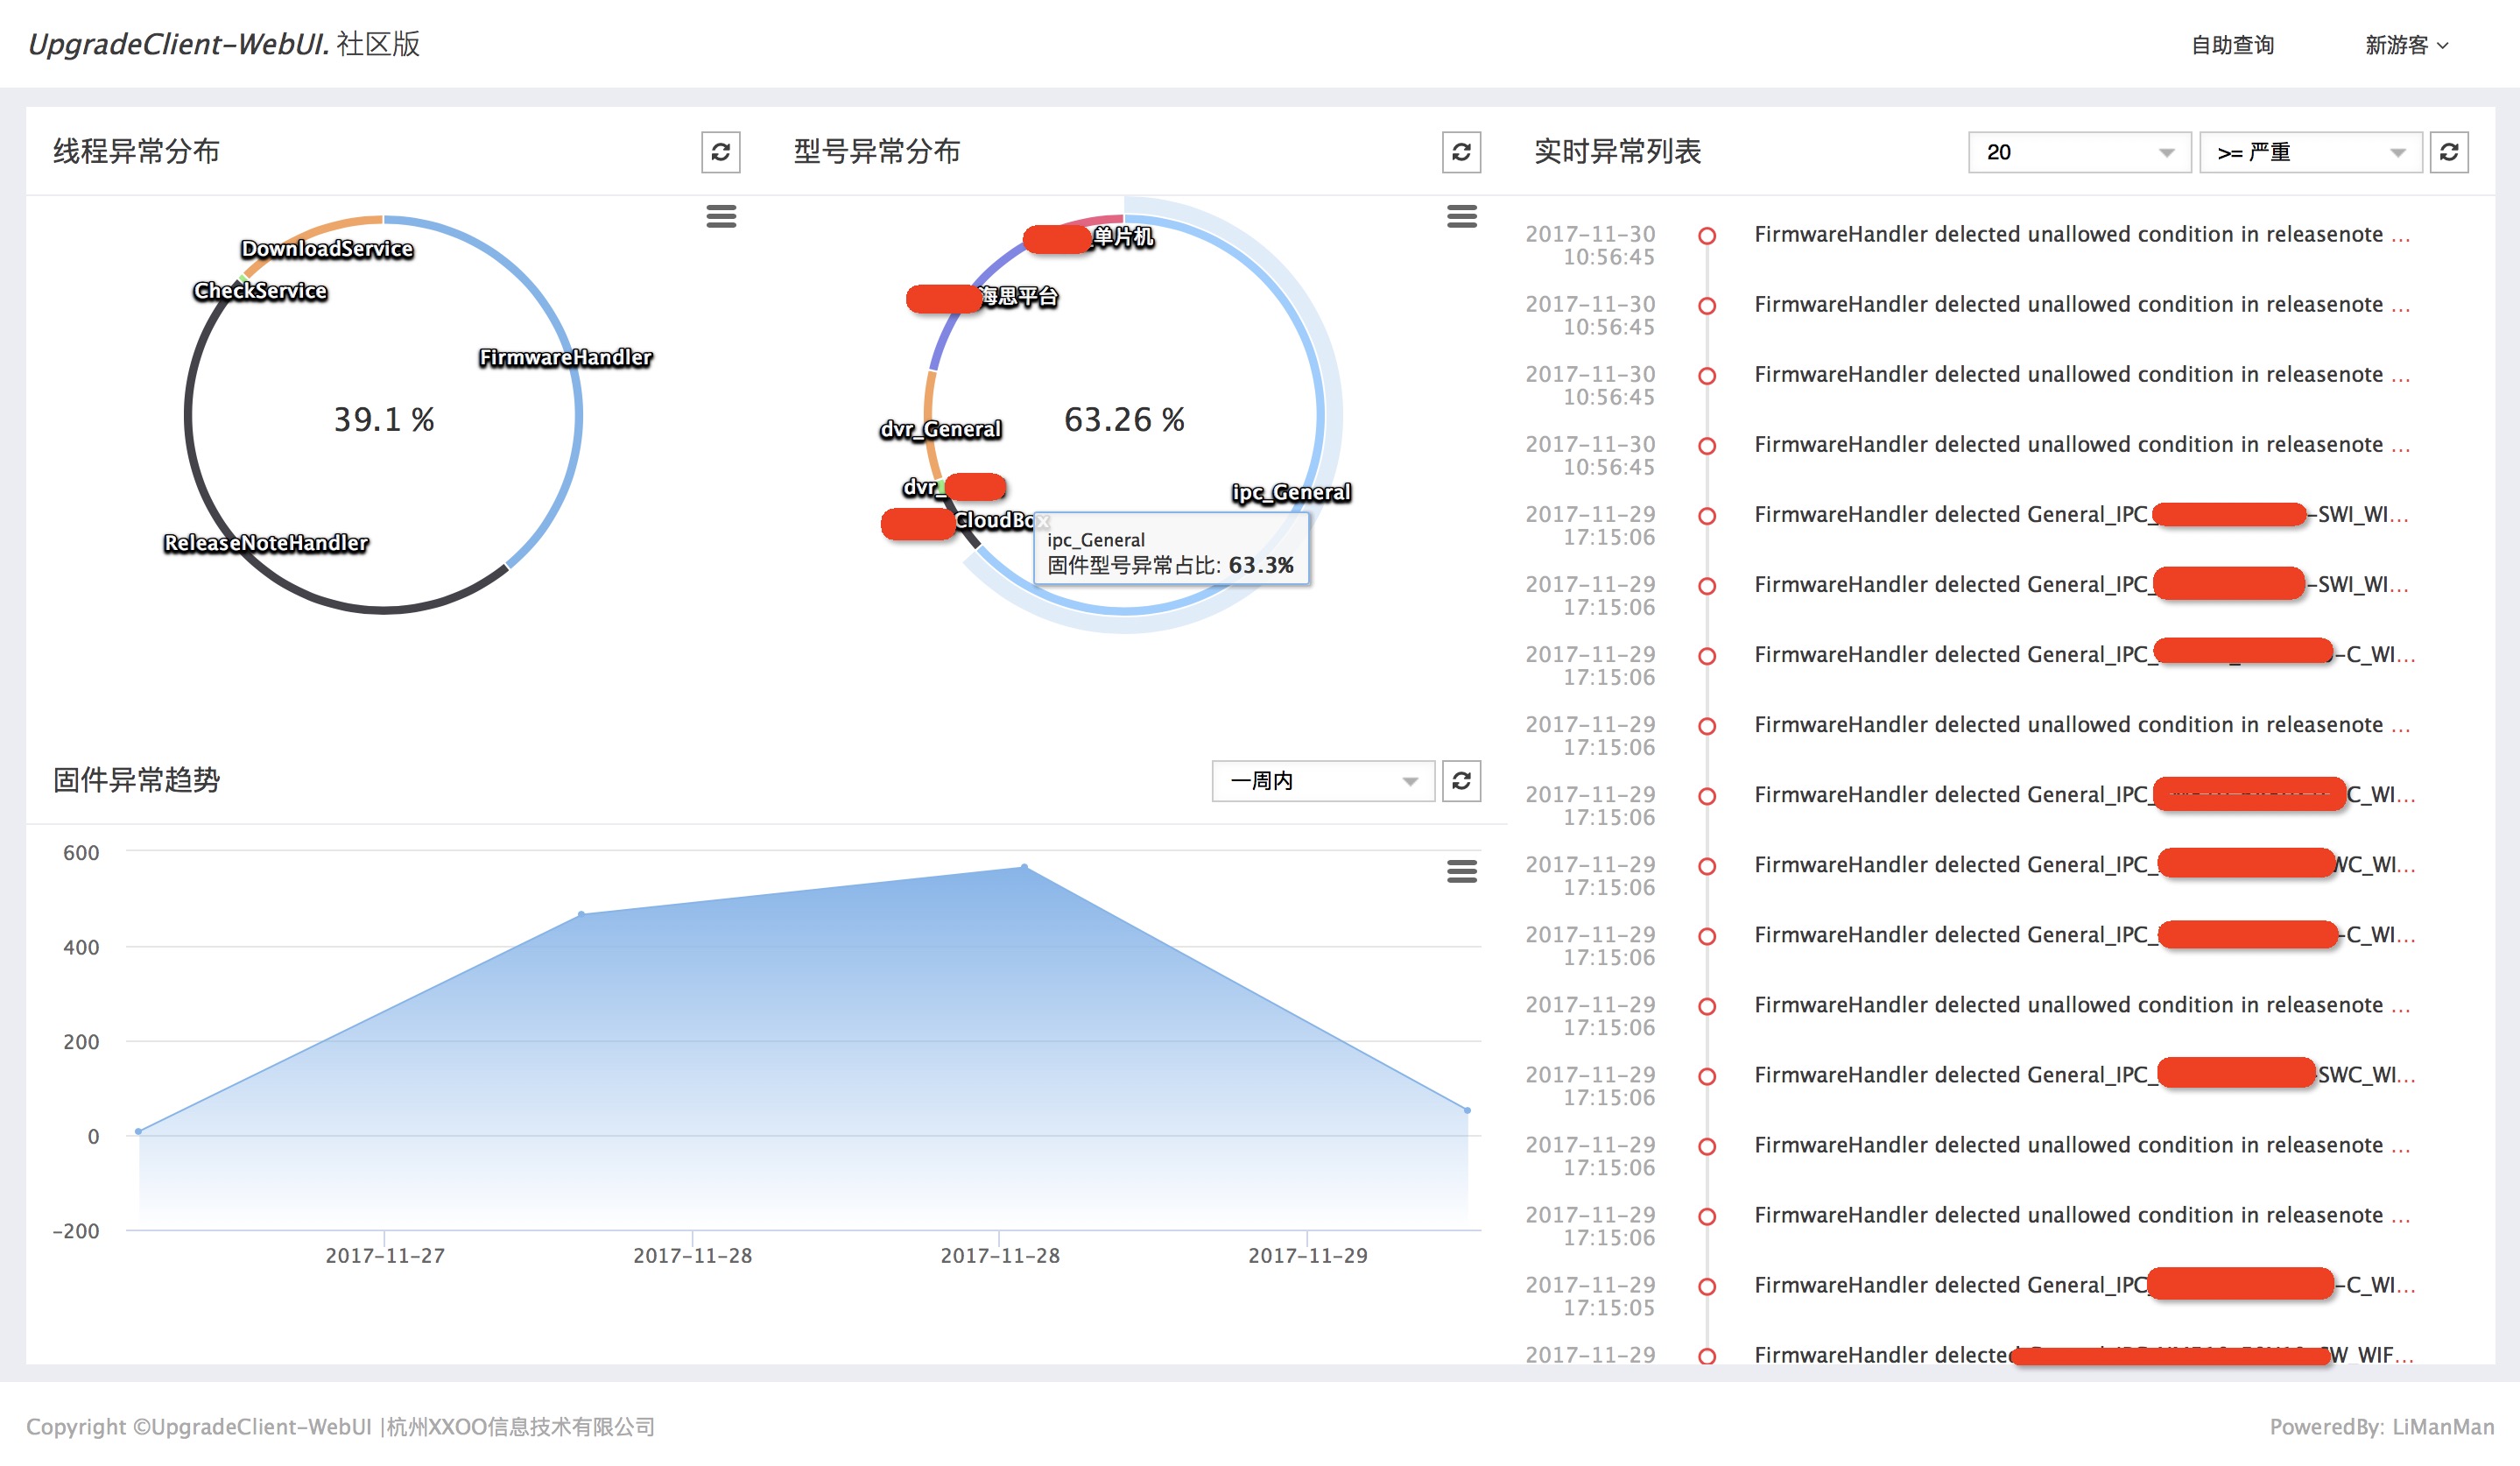 UpgradeClient-WebUI. 社区版
自助查询
新游客
线程异常分布
DownloadService
CheckService
FirmwareHandler
39.1 %
ReleaseNoteHandler
型号异常分布
单片机
海思平台
dvr_General
63.26 %
dvr_
ipc_General
CloudBox
ipc_General
固件型号异常占比: 63.3%
固件异常趋势
一周内
600
400
200
0
-200
2017-11-27
2017-11-28
2017-11-28
2017-11-29
实时异常列表
20
>= 严重
2017-11-30
10:56:45
FirmwareHandler delected unallowed condition in releasenote ...
2017-11-30
10:56:45
FirmwareHandler delected unallowed condition in releasenote ...
2017-11-30
10:56:45
FirmwareHandler delected unallowed condition in releasenote ...
2017-11-30
10:56:45
FirmwareHandler delected unallowed condition in releasenote ...
2017-11-29
17:15:06
FirmwareHandler delected General_IPC_ -SWI_WI...
2017-11-29
17:15:06
FirmwareHandler delected General_IPC_ -SWI_WI...
2017-11-29
17:15:06
FirmwareHandler delected General_IPC_ -C_WI...
2017-11-29
17:15:06
FirmwareHandler delected unallowed condition in releasenote ...
2017-11-29
17:15:06
FirmwareHandler delected General_IPC_ C_WI...
2017-11-29
17:15:06
FirmwareHandler delected General_IPC_ WC_WI...
2017-11-29
17:15:06
FirmwareHandler delected General_IPC_ -C_WI...
2017-11-29
17:15:06
FirmwareHandler delected unallowed condition in releasenote ...
2017-11-29
17:15:06
FirmwareHandler delected General_IPC_ SWC_WI...
2017-11-29
17:15:06
FirmwareHandler delected unallowed condition in releasenote ...
2017-11-29
17:15:06
FirmwareHandler delected unallowed condition in releasenote ...
2017-11-29
17:15:05
FirmwareHandler delected General_IPC_ -C_WI...
2017-11-29
FirmwareHandler delected W_WIF...
Copyright ©UpgradeClient-WebUI |杭州XXOO信息技术有限公司
PoweredBy: LiManMan